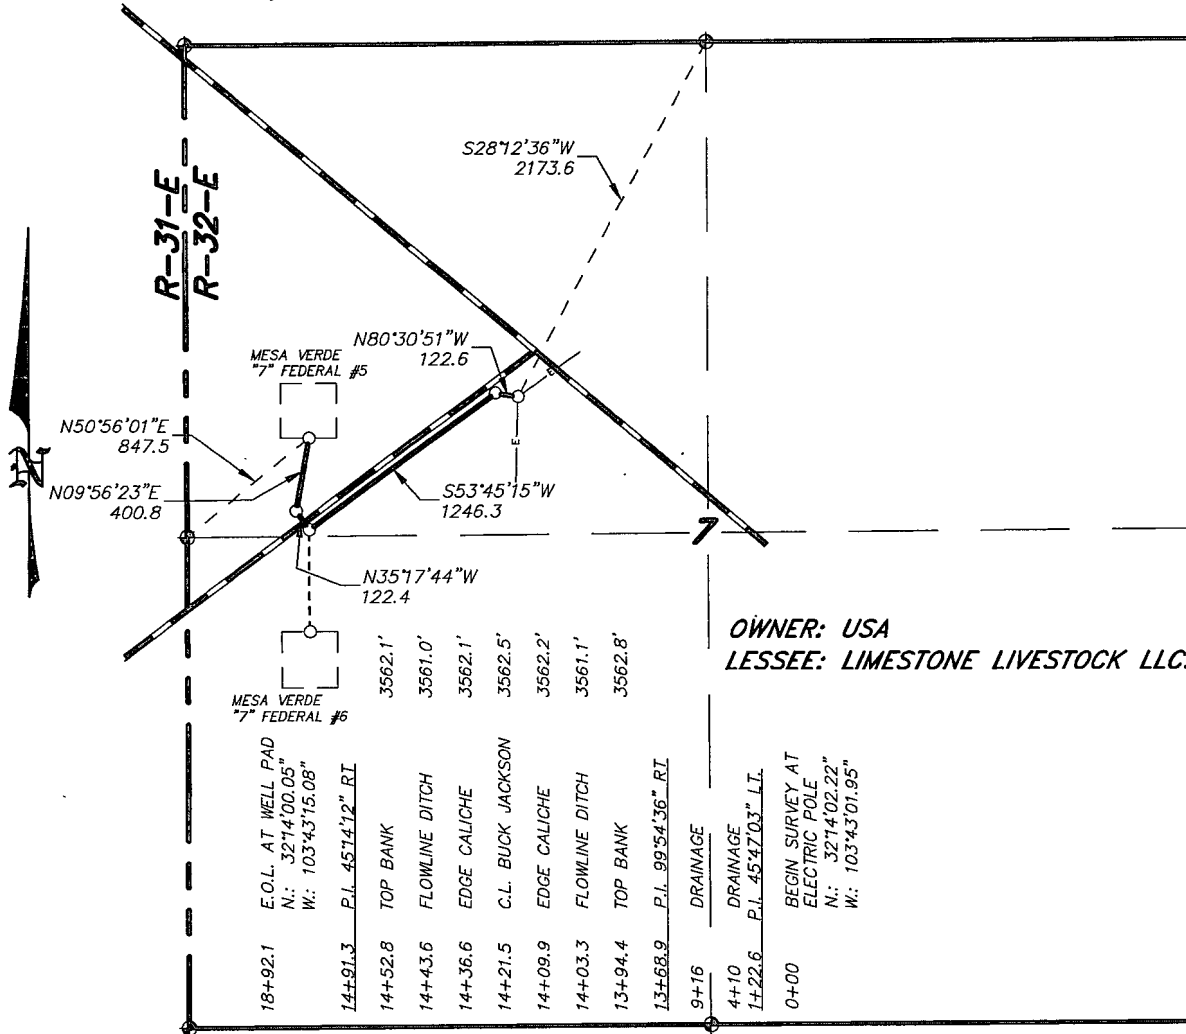 S28°12'36"W
2173.6
R-31-E
R-32-E
N80°30'51"W
122.6
MESA VERDE
"7" FEDERAL #5
N50°56'01"E
847.5
E
E
N
N09°56'23"E
400.8
S53°45'15"W
1246.3
7
N35°17'44"W
122.4
OWNER: USA
LESSEE: LIMESTONE LIVESTOCK LLC.
MESA VERDE
"7" FEDERAL #6
18+92.1 E.O.L. AT WELL PAD
N.: 32°14'00.05"
W.: 103°43'15.08"
14+91.3 P.I. 45°14'12" RT
14+52.8 TOP BANK 3562.1'
14+43.6 FLOWLINE DITCH 3561.0'
14+36.6 EDGE CALICHE 3562.1'
14+21.5 C.L. BUCK JACKSON 3562.5'
14+09.9 EDGE CALICHE 3562.2'
14+03.3 FLOWLINE DITCH 3561.1'
13+94.4 TOP BANK 3562.8'
13+68.9 P.I. 99°54'36" RT
9+16 DRAINAGE
4+10 DRAINAGE
1+22.6 P.I. 45°47'03" LT.
0+00 BEGIN SURVEY AT
ELECTRIC POLE
N.: 32°14'02.22"
W.: 103°43'01.95"